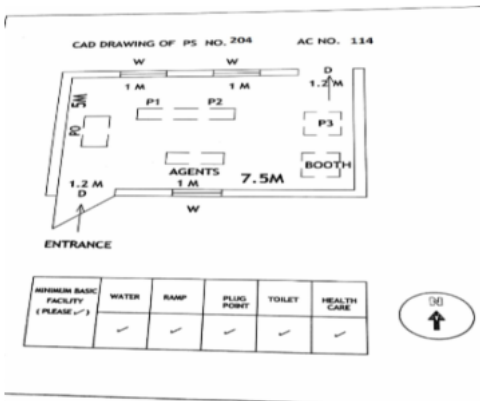 CAD DRAWING OF PS NO. 204 AC NO. 114
W W D
1 M 1 M 1.2 M
5M
P1 P2
P3
PO
AGENTS
BOOTH
1.2 M 1 M 7.5M
D
W
ENTRANCE
MINIMUM BASIC FACILITY (PLEASE ✓) WATER RAMP PLUG POINT TOILET HEALTH CARE
✓ ✓ ✓ ✓ ✓
N